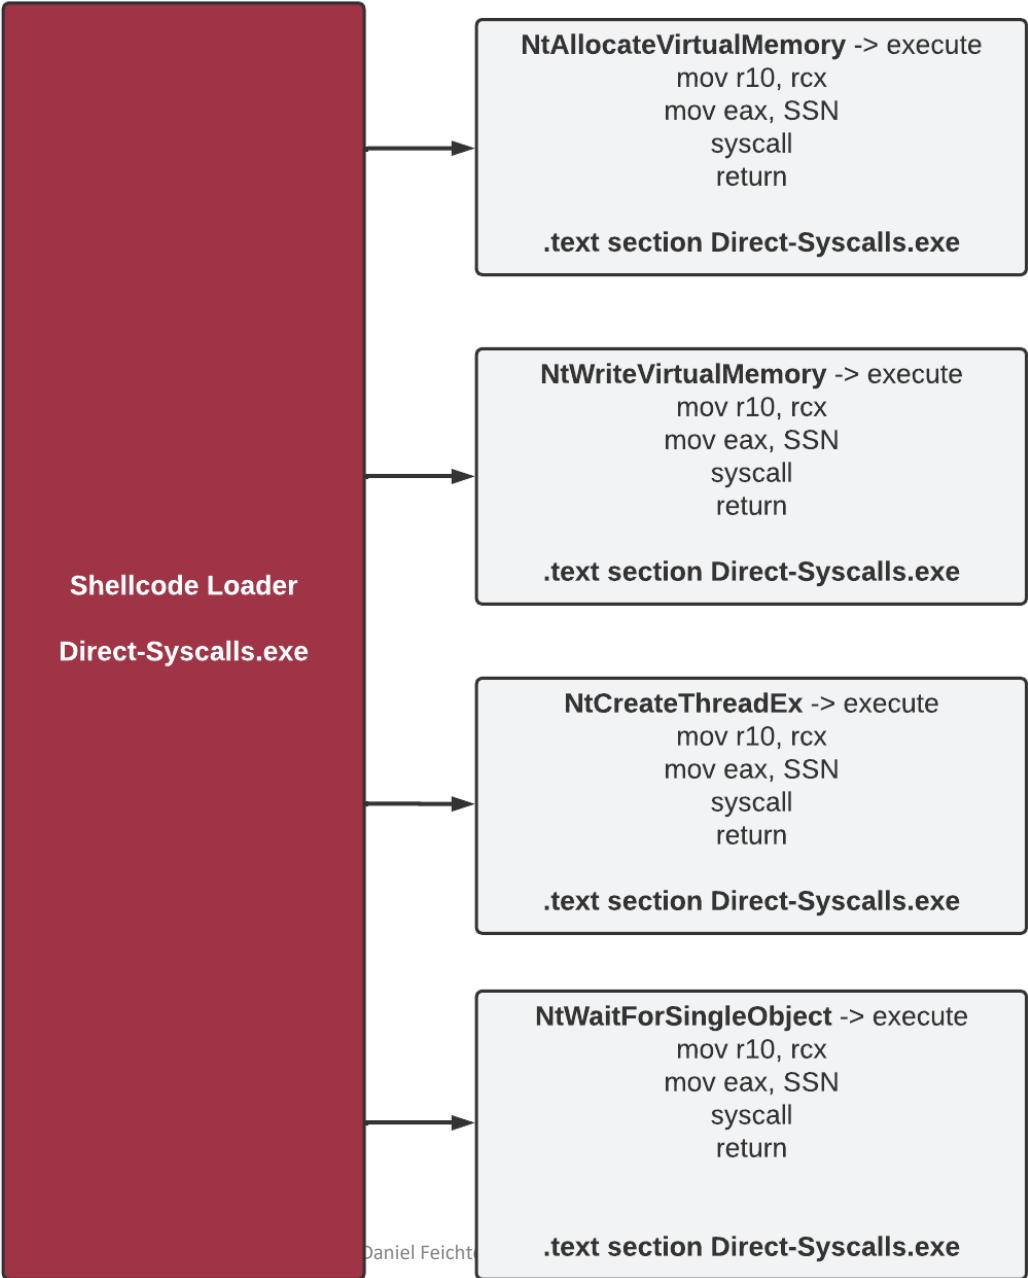 Shellcode Loader
Direct-Syscalls.exe
NtAllocateVirtualMemory -> execute
mov r10, rcx
mov eax, SSN
syscall
return
.text section Direct-Syscalls.exe
NtWriteVirtualMemory -> execute
mov r10, rcx
mov eax, SSN
syscall
return
.text section Direct-Syscalls.exe
NtCreateThreadEx -> execute
mov r10, rcx
mov eax, SSN
syscall
return
.text section Direct-Syscalls.exe
NtWaitForSingleObject -> execute
mov r10, rcx
mov eax, SSN
syscall
return
.text section Direct-Syscalls.exe
Daniel